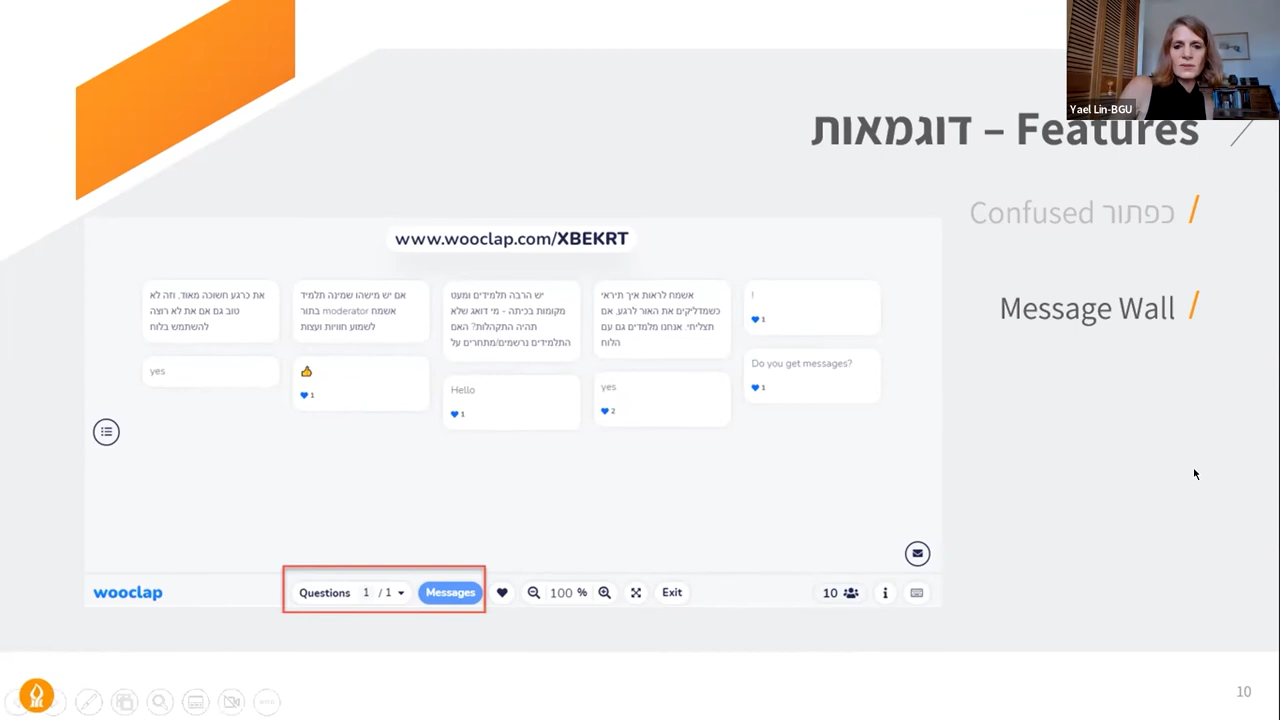 Yael Lin-BGU
דוגמאות – Features
/ כפתור Confused
/ Message Wall
www.wooclap.com/XBEKRT
!
1
Do you get messages?
1
אשמח לראות איך תיראי
כשמדליקים את האור לרגע, אם
תצליחי. אנחנו מלמדים גם עם
הלוח
yes
2
יש הרבה תלמידים ומעט
מקומות בכיתה - מי דואג שלא
תהיה התקהלות? האם
התלמידים נרשמים/מתחרים על
Hello
1
אם יש מישהו שמינה תלמיד
בתור moderator אשמח
לשמוע חוויות ועצות
👍
1
את כרגע חשוכה מאוד, וזה לא
טוב גם אם את לא רוצה
להשתמש בלוח
yes
wooclap
Questions 1 / 1 Messages 100 % Exit 10 i
10